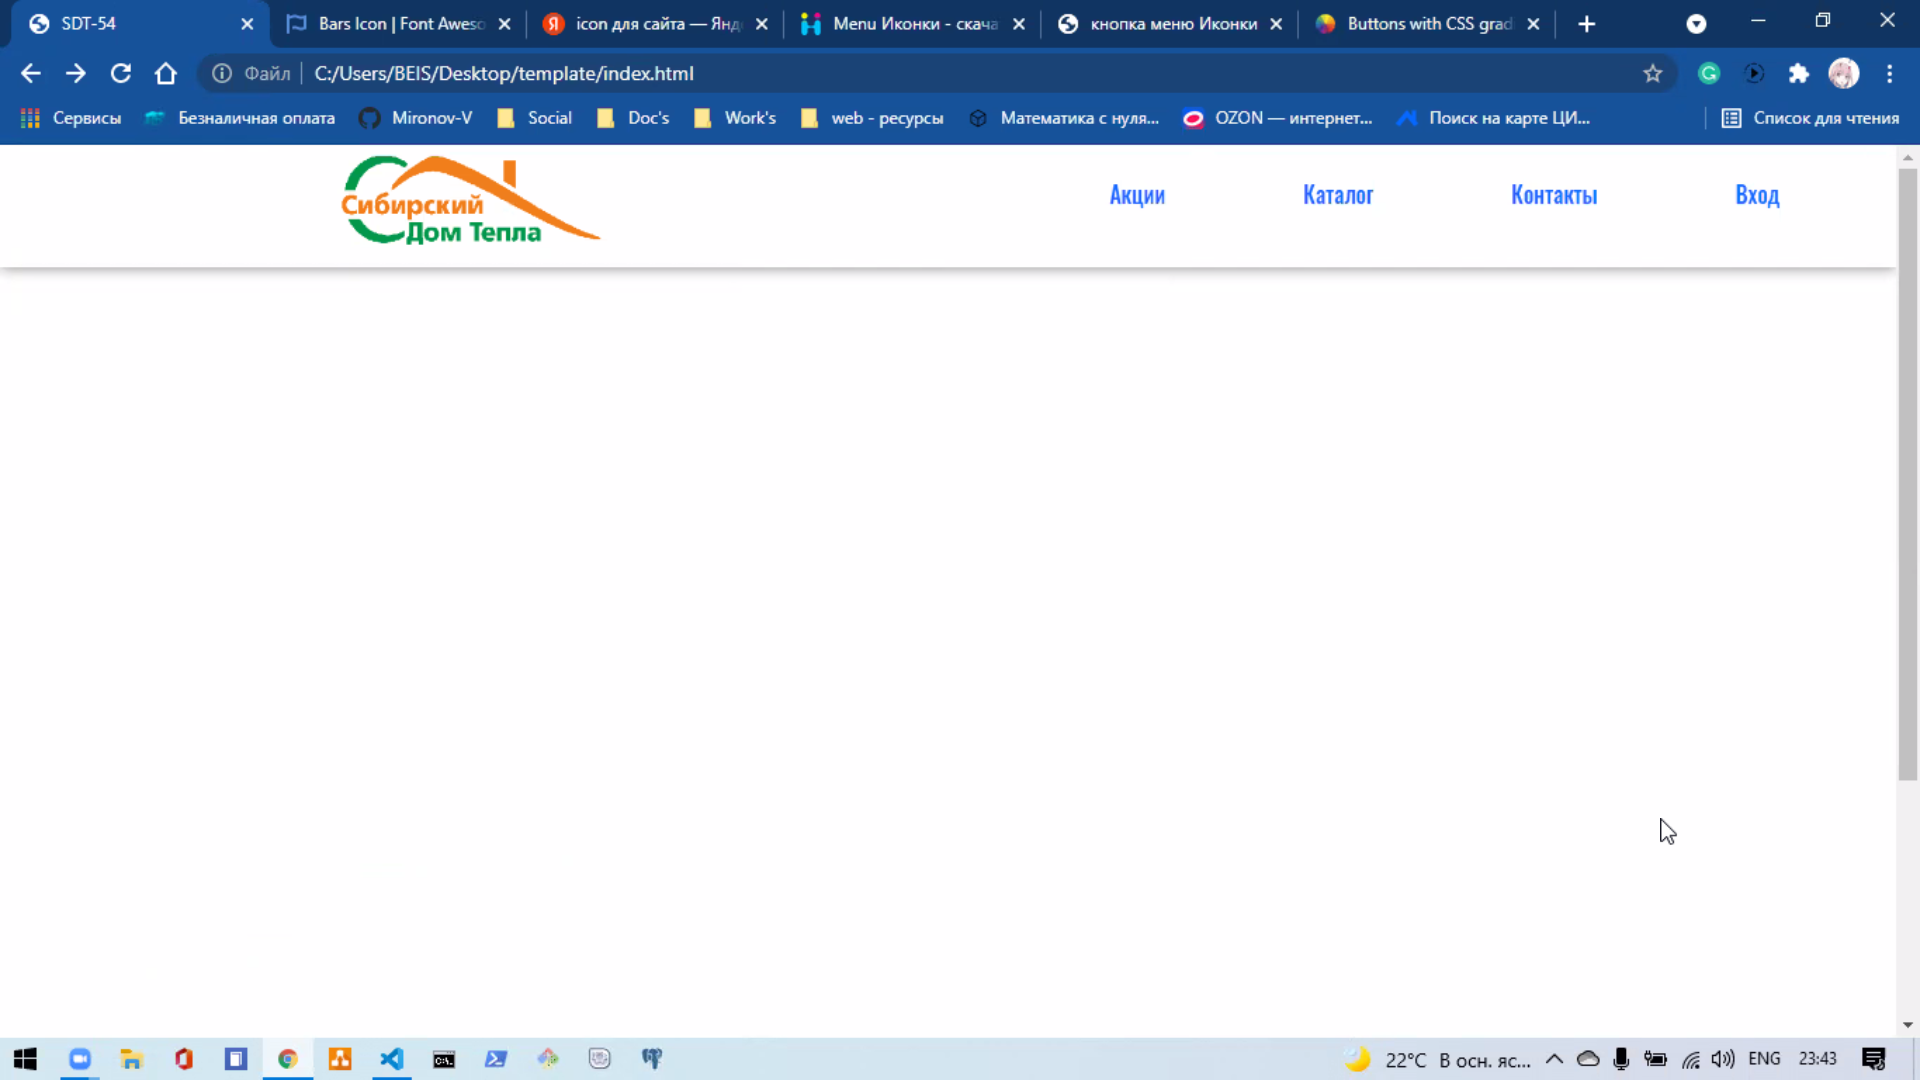 SDT-54
Bars Icon | Font Aweso
icon для сайта — Янд
Menu Иконки - скача
кнопка меню Иконки
Buttons with CSS grad
Файл
C:/Users/BEIS/Desktop/template/index.html
Сервисы
Безналичная оплата
Mironov-V
Social
Doc's
Work's
web - ресурсы
Математика с нуля...
OZON — интернет...
Поиск на карте ЦИ...
Список для чтения
Сибирский
Дом Тепла
Акции
Каталог
Контакты
Вход
22°C В осн. яс...
ENG
23:43